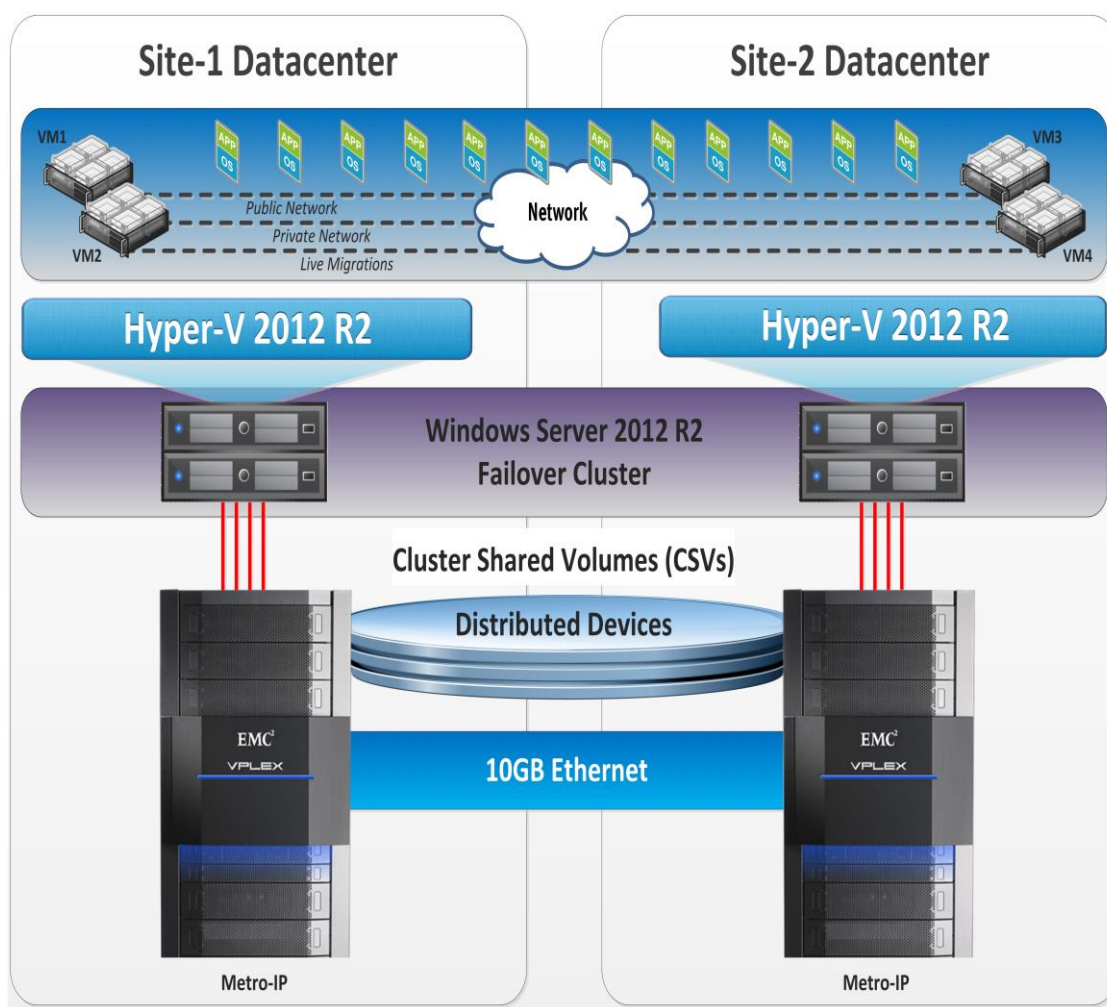 Site-1 Datacenter
Site-2 Datacenter
VM1
APP
OS
APP
OS
APP
OS
APP
OS
APP
OS
APP
OS
APP
OS
APP
OS
APP
OS
APP
OS
APP
OS
APP
OS
VM3
Public Network
Network
Private Network
VM2
Live Migrations
VM4
Hyper-V 2012 R2
Hyper-V 2012 R2
Windows Server 2012 R2
Failover Cluster
Cluster Shared Volumes (CSVs)
Distributed Devices
EMC²
VPLEX
10GB Ethernet
EMC²
VPLEX
Metro-IP
Metro-IP